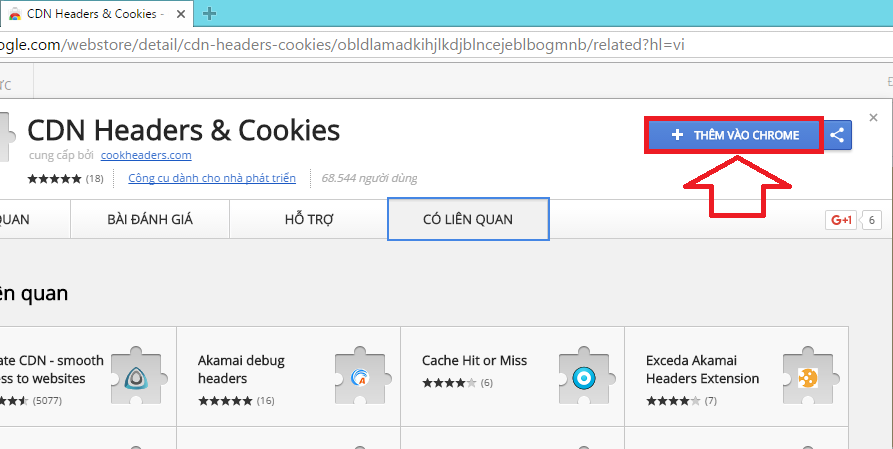 CDN Headers & Cookies -
ogle.com/webstore/detail/cdn-headers-cookies/obldlamadkihjlkdjblncejeblbogmnb/related?hl=vi
CDN Headers & Cookies
THÊM VÀO CHROME
cung cấp bởi cookheaders.com
(18) Công cụ dành cho nhà phát triển 68.544 người dùng
QUAN BÀI ĐÁNH GIÁ HỖ TRỢ CÓ LIÊN QUAN
G+1 6
ên quan
ate CDN - smooth
ess to websites
(5077)
Akamai debug
headers
(16)
Cache Hit or Miss
(6)
Exceda Akamai
Headers Extension
(7)